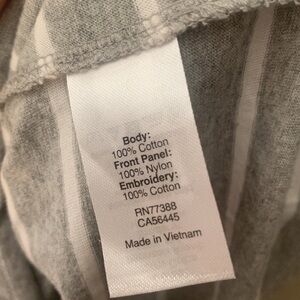 Body:
100% Cotton
Front Panel:
100% Nylon
Embroidery:
100% Cotton
RN77388
CA56445
Made in Vietnam